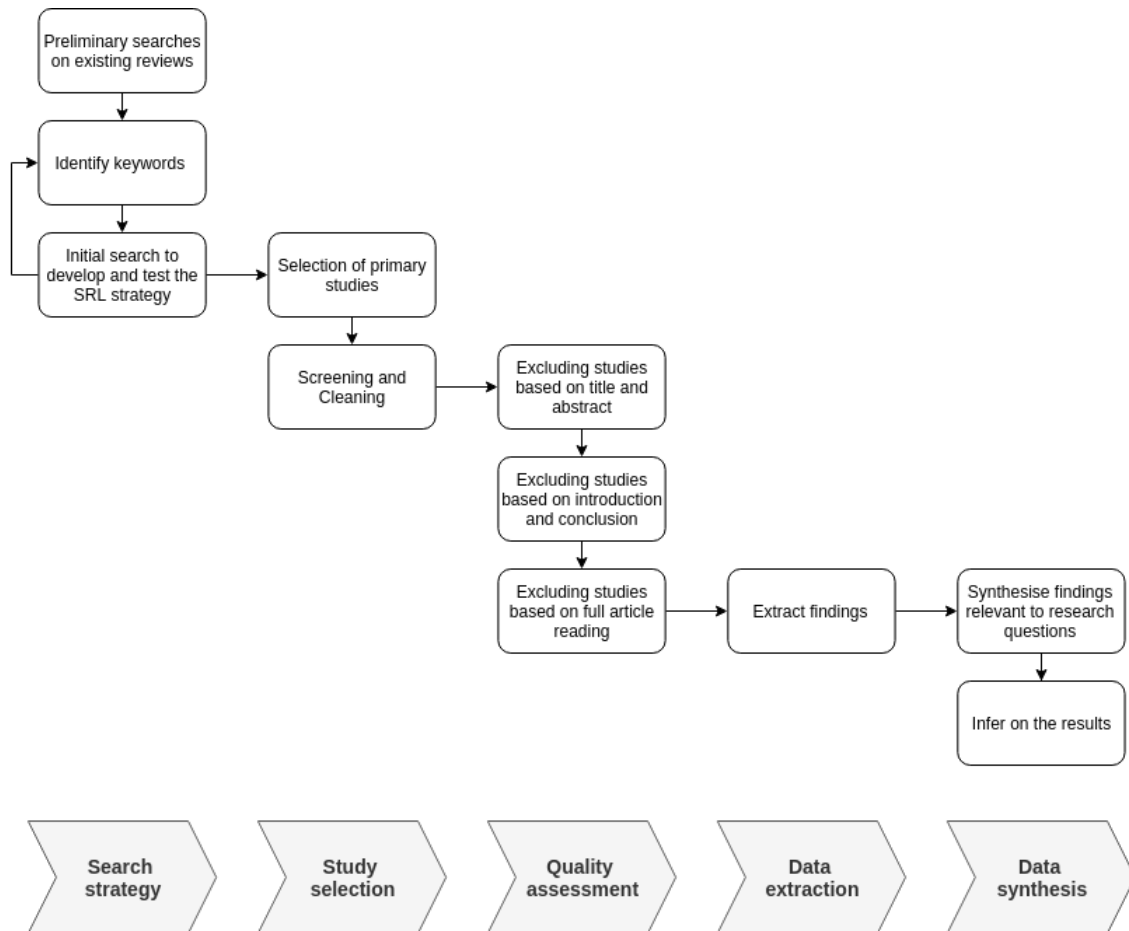 Preliminary searches
on existing reviews
Identify keywords
Initial search to
develop and test the
SRL strategy
Selection of primary
studies
Screening and
Cleaning
Excluding studies
based on title and
abstract
Excluding studies
based on introduction
and conclusion
Excluding studies
based on full article
reading
Extract findings
Synthesise findings
relevant to research
questions
Infer on the results
Search
strategy
Study
selection
Quality
assessment
Data
extraction
Data
synthesis